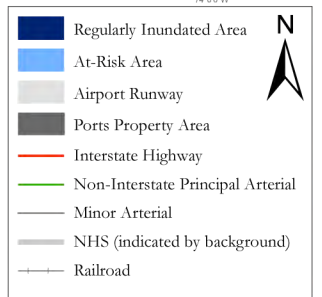 N
Regularly Inundated Area
At-Risk Area
Airport Runway
Ports Property Area
Interstate Highway
Non-Interstate Principal Arterial
Minor Arterial
NHS (indicated by background)
Railroad